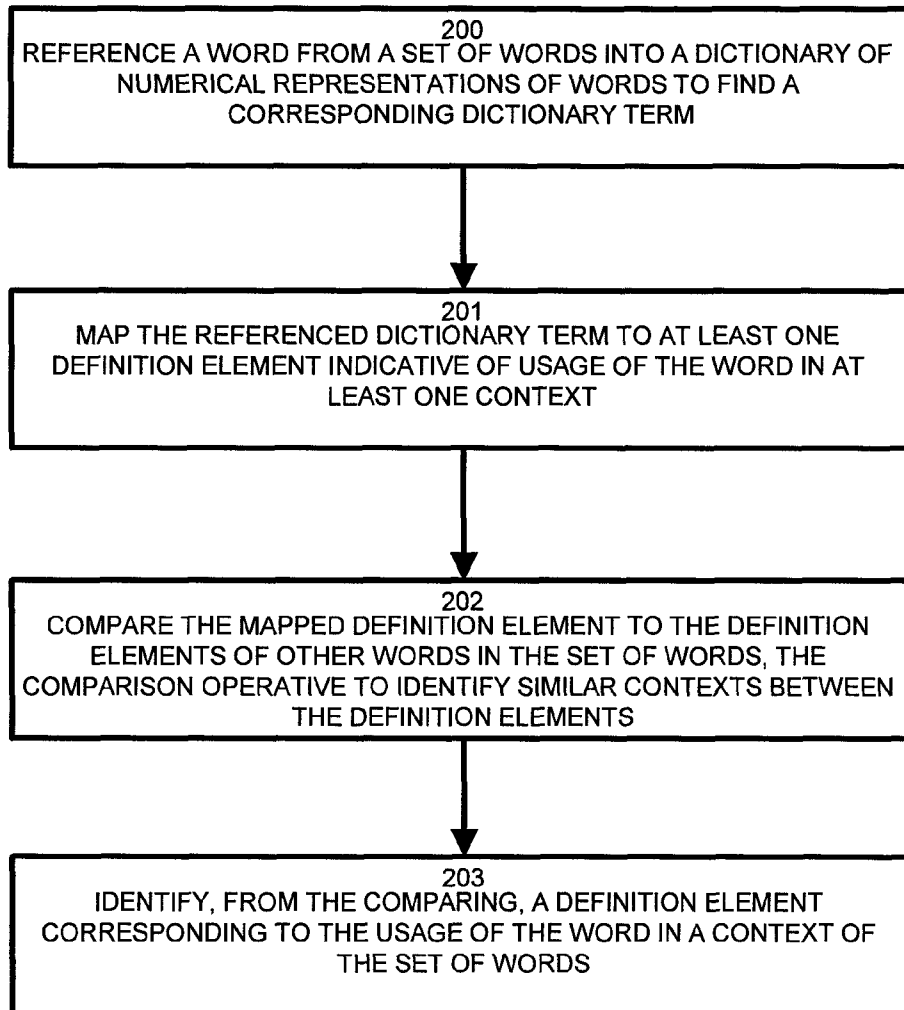 200
REFERENCE A WORD FROM A SET OF WORDS INTO A DICTIONARY OF
NUMERICAL REPRESENTATIONS OF WORDS TO FIND A
CORRESPONDING DICTIONARY TERM
201
MAP THE REFERENCED DICTIONARY TERM TO AT LEAST ONE
DEFINITION ELEMENT INDICATIVE OF USAGE OF THE WORD IN AT
LEAST ONE CONTEXT
202
COMPARE THE MAPPED DEFINITION ELEMENT TO THE DEFINITION
ELEMENTS OF OTHER WORDS IN THE SET OF WORDS, THE
COMPARISON OPERATIVE TO IDENTIFY SIMILAR CONTEXTS BETWEEN
THE DEFINITION ELEMENTS
203
IDENTIFY, FROM THE COMPARING, A DEFINITION ELEMENT
CORRESPONDING TO THE USAGE OF THE WORD IN A CONTEXT OF
THE SET OF WORDS